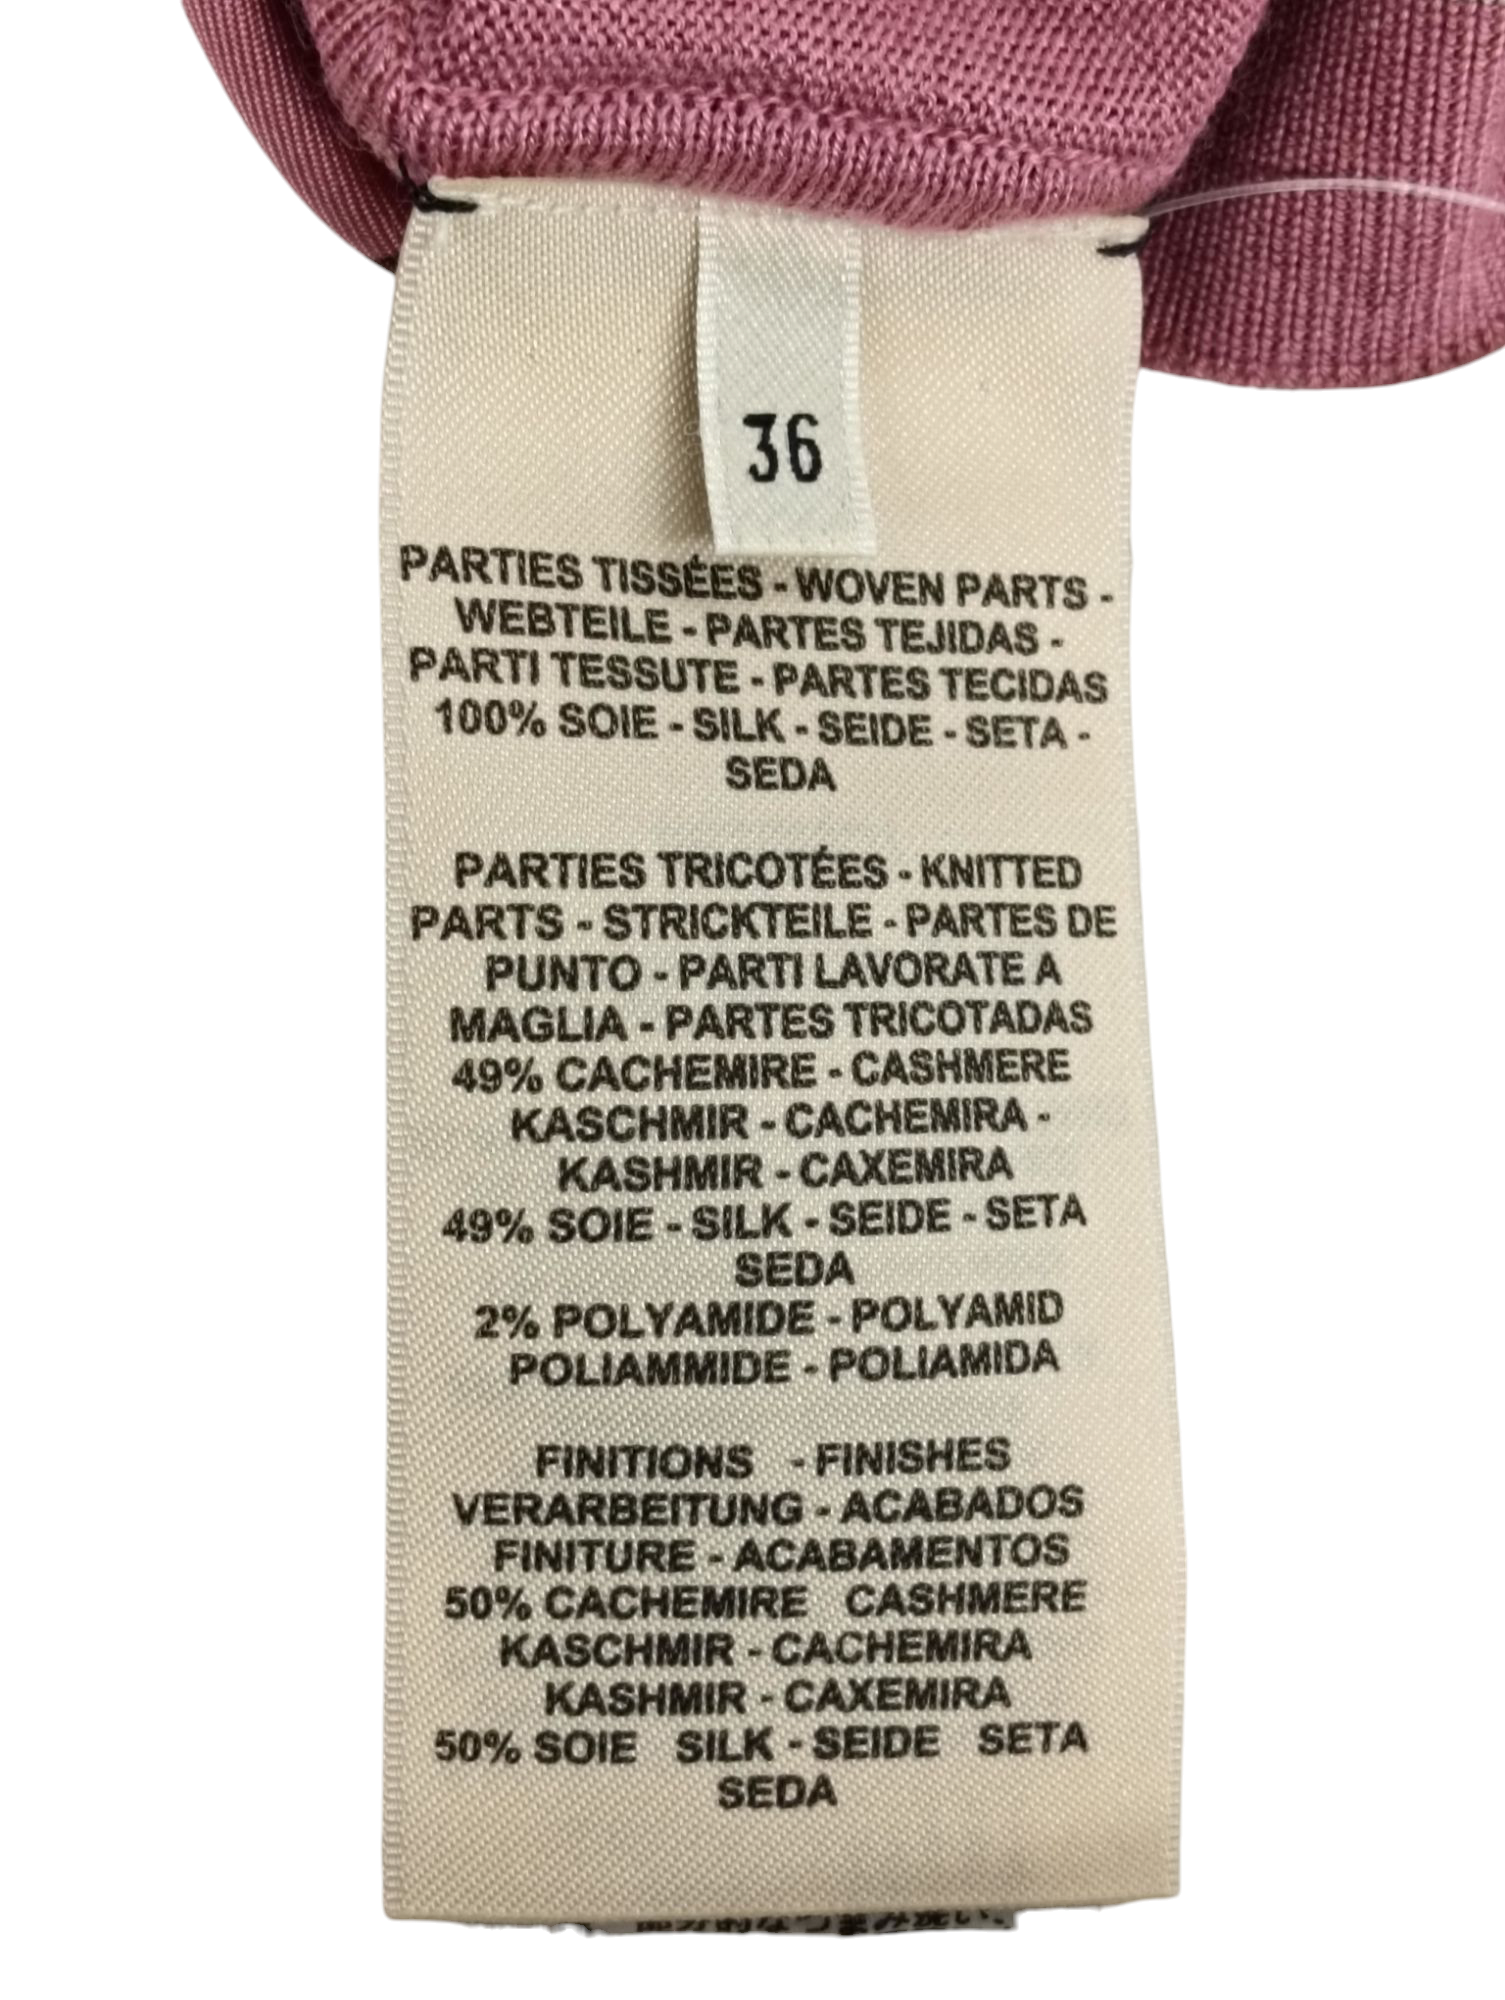 36
PARTIES TISSÉES - WOVEN PARTS -
WEBTEILE - PARTES TEJIDAS -
PARTI TESSUTE - PARTES TECIDAS
100% SOIE - SILK - SEIDE - SETA -
SEDA
PARTIES TRICOTÉES - KNITTED
PARTS - STRICKTEILE - PARTES DE
PUNTO - PARTI LAVORATE A
MAGLIA - PARTES TRICOTADAS
49% CACHEMIRE - CASHMERE
KASCHMIR - CACHEMIRA -
KASHMIR - CAXEMIRA
49% SOIE - SILK - SEIDE - SETA
SEDA
2% POLYAMIDE - POLYAMID
POLIAMMIDE - POLIAMIDA
FINITIONS - FINISHES
VERARBEITUNG - ACABADOS
FINITURE - ACABAMENTOS
50% CACHEMIRE CASHMERE
KASCHMIR - CACHEMIRA
KASHMIR - CAXEMIRA
50% SOIE SILK - SEIDE SETA
SEDA